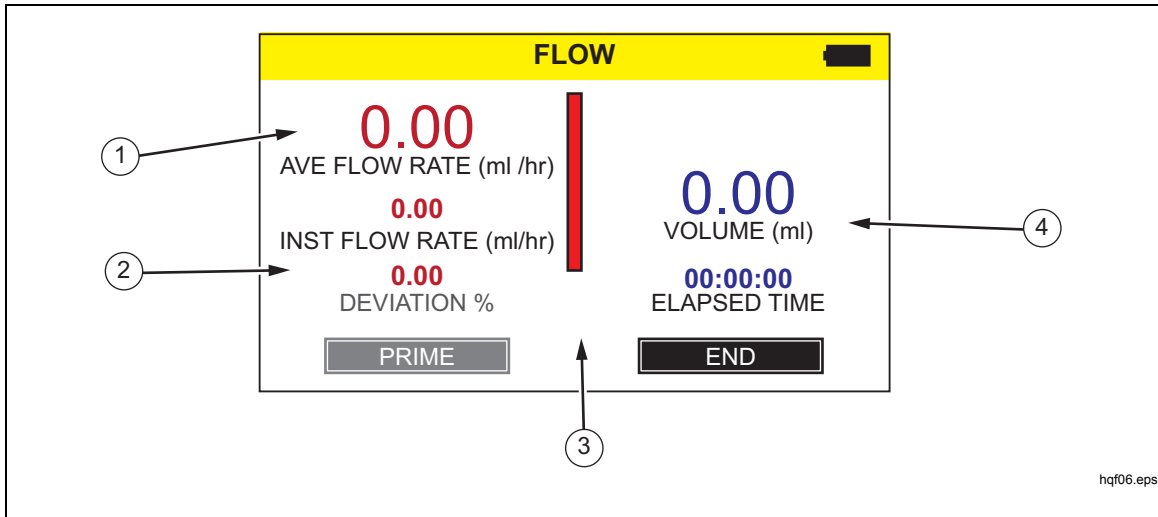 FLOW
0.00
AVE FLOW RATE (ml /hr)
0.00
INST FLOW RATE (ml/hr)
0.00
DEVIATION %
PRIME
0.00
VOLUME (ml)
00:00:00
ELAPSED TIME
END
1
2
3
4
hqf06.eps